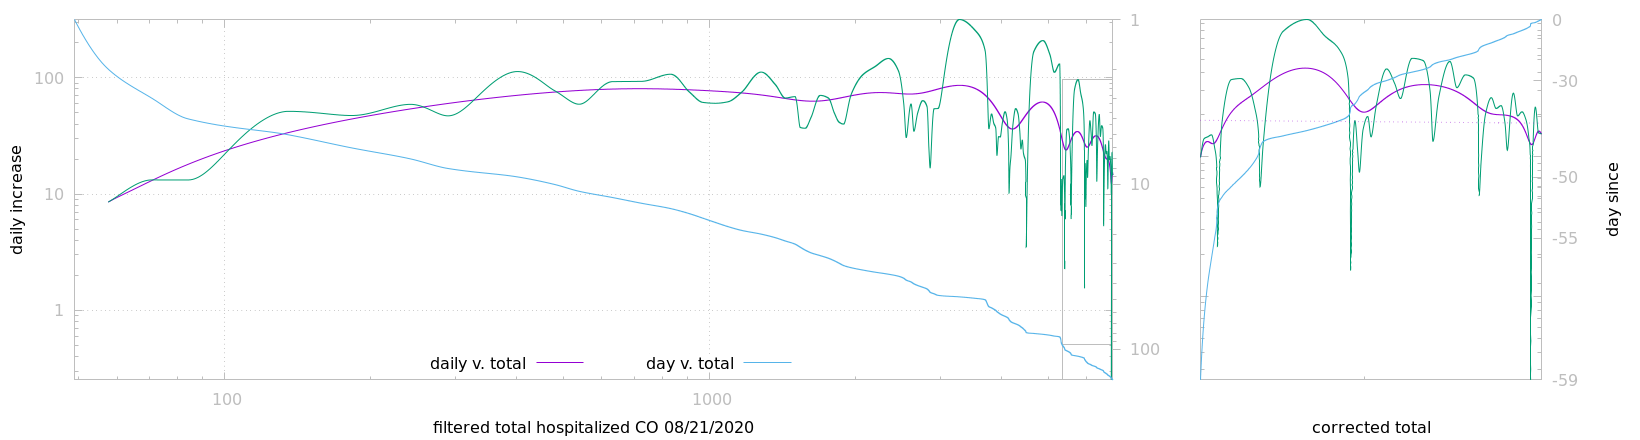 daily increase
100
10
1
100
1000
daily v. total
day v. total
filtered total hospitalized CO 08/21/2020
1
10
100
0
-30
-50
-55
-59
day since
corrected total